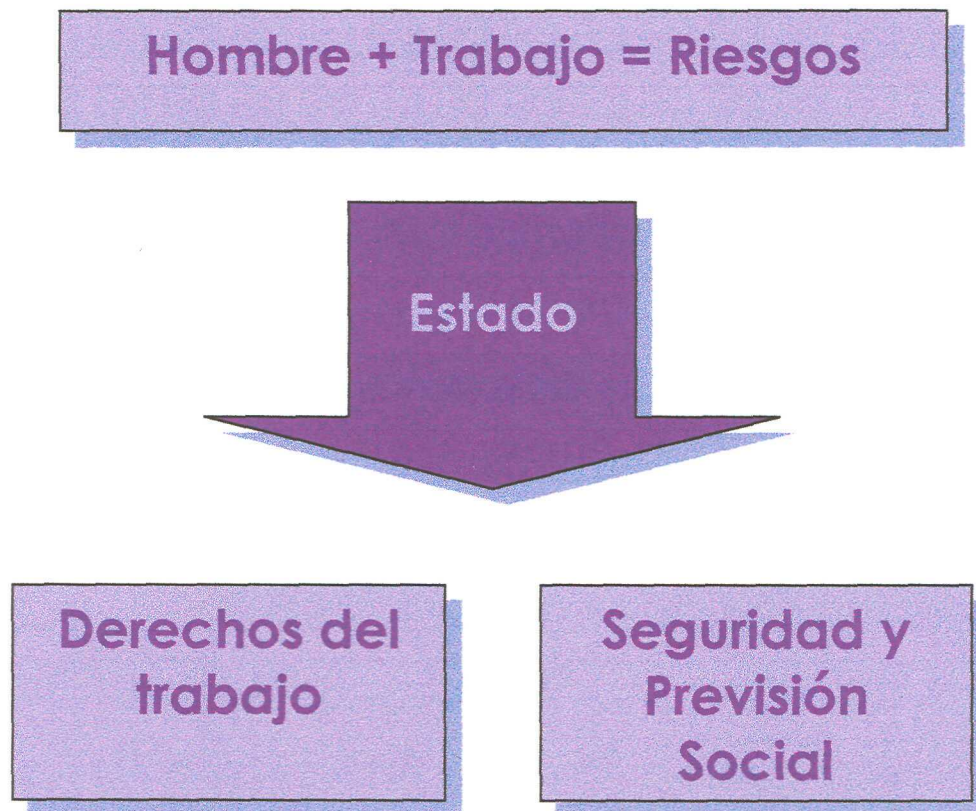 Hombre + Trabajo = Riesgos
Estado
Derechos del
trabajo
Seguridad y
Previsión
Social